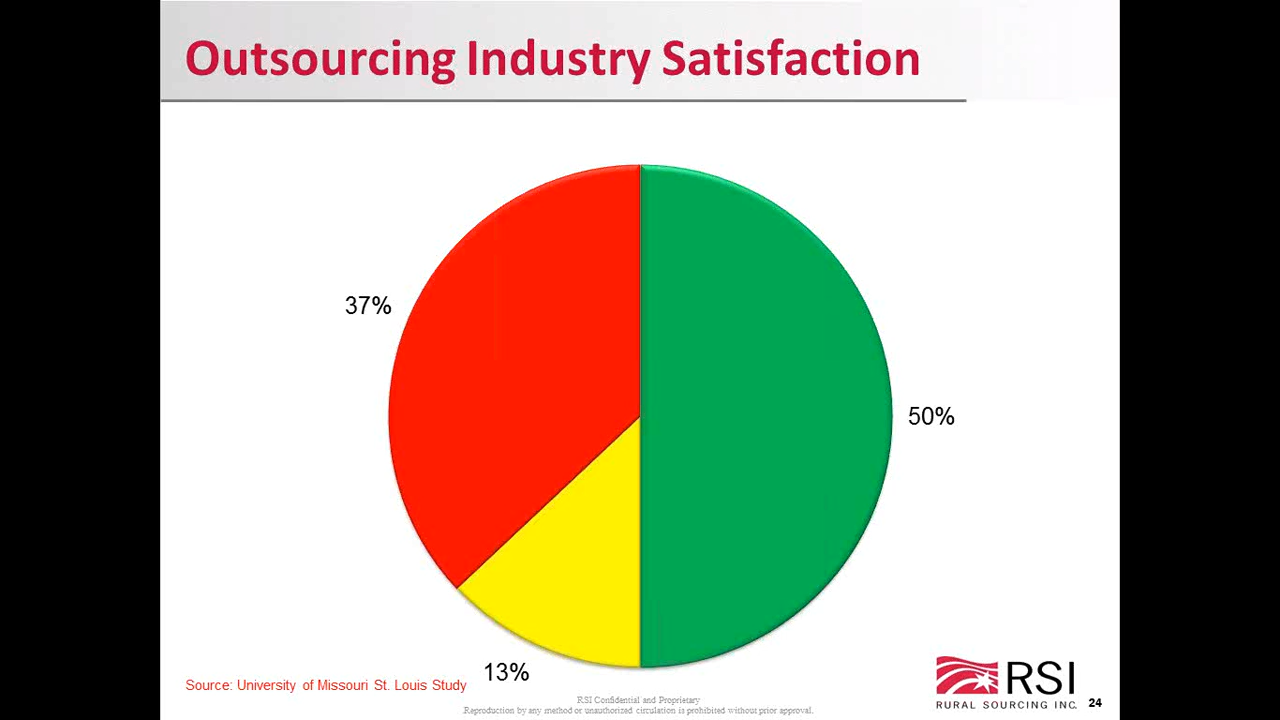 Outsourcing Industry Satisfaction
37%
50%
13%
Source: University of Missouri St. Louis Study
RSI Confidential and Proprietary
Reproduction by any method or unauthorized circulation is prohibited without prior approval.
RSI
RURAL SOURCING INC.
24